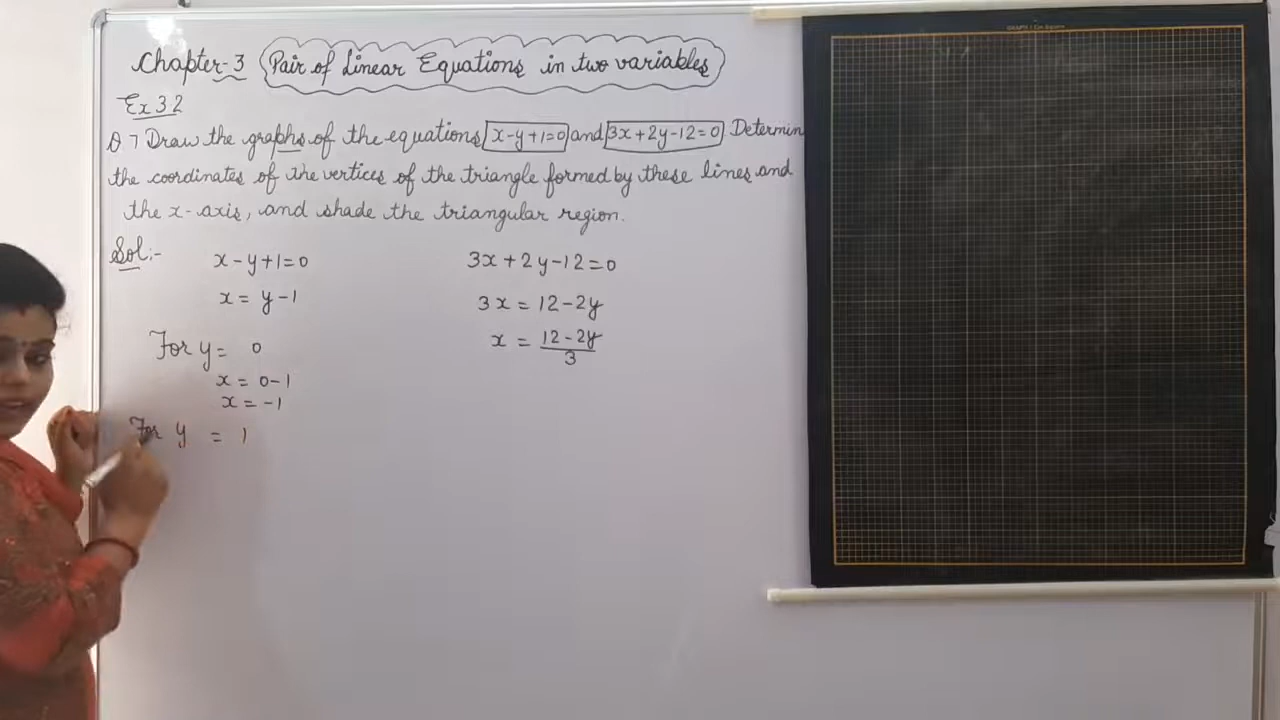 Chapter-3 Pair of Linear Equations in two variables
Ex 3.2
Q 7 Draw the graphs of the equations x-y+1=0 and 3x+2y-12=0 Determin
the coordinates of the vertices of the triangle formed by these lines and
the x-axis, and shade the triangular region.
Sol:-
x-y+1=0
x = y-1
For y = 0
x = 0-1
x = -1
For y = 1
3x+2y-12=0
3x = 12-2y
x = 12-2y
3